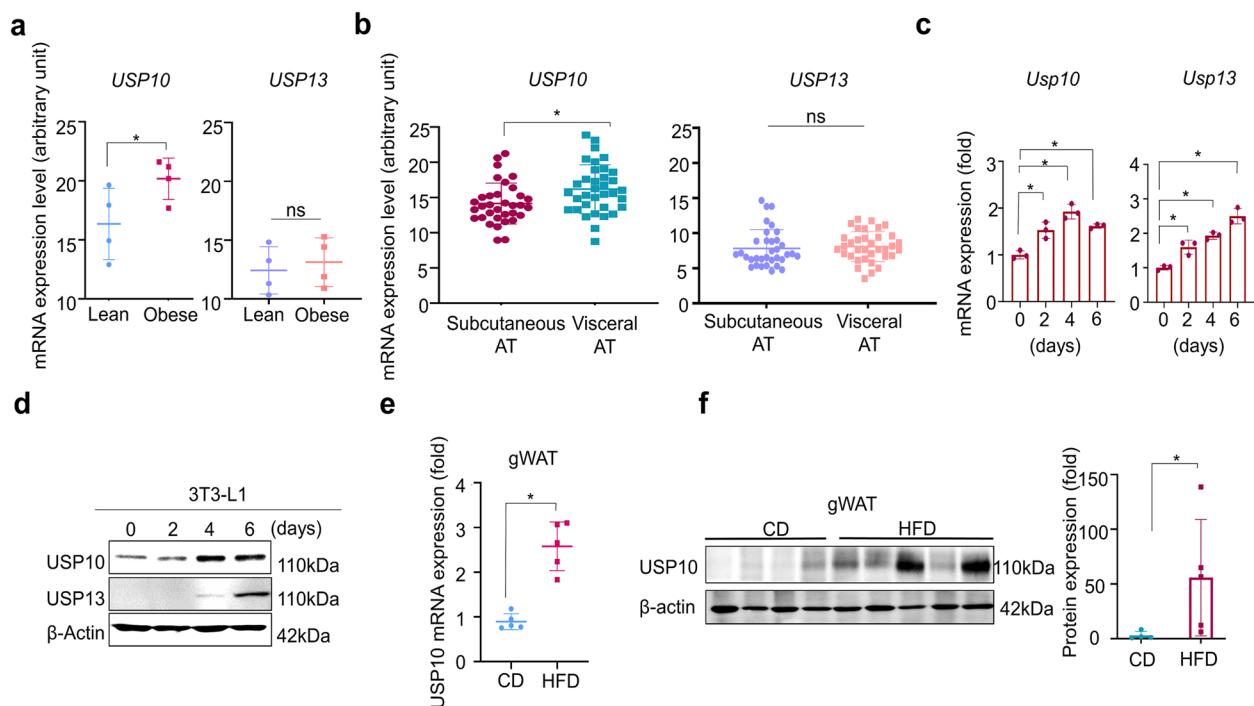 a
mRNA expression level (arbitrary unit)
USP10
25
20
15
10
*
Lean
Obese
USP13
25
20
15
10
ns
Lean
Obese
b
mRNA expression level (arbitrary unit)
USP10
25
20
15
10
5
0
*
Subcutaneous
AT
Visceral
AT
USP13
25
20
15
10
5
0
ns
Subcutaneous
AT
Visceral
AT
c
mRNA expression (fold)
Usp10
3
2
1
0
*
*
*
0 2 4 6
(days)
Usp13
5
4
3
2
1
0
*
*
*
0 2 4 6
(days)
d
3T3-L1
0 2 4 6 (days)
USP10 110kDa
USP13 110kDa
β-Actin 42kDa
e
USP10 mRNA expression (fold)
gWAT
4
3
2
1
0
*
CD
HFD
f
gWAT
CD HFD
USP10 110kDa
β-actin 42kDa
Protein expression (fold)
150
100
50
0
*
CD
HFD